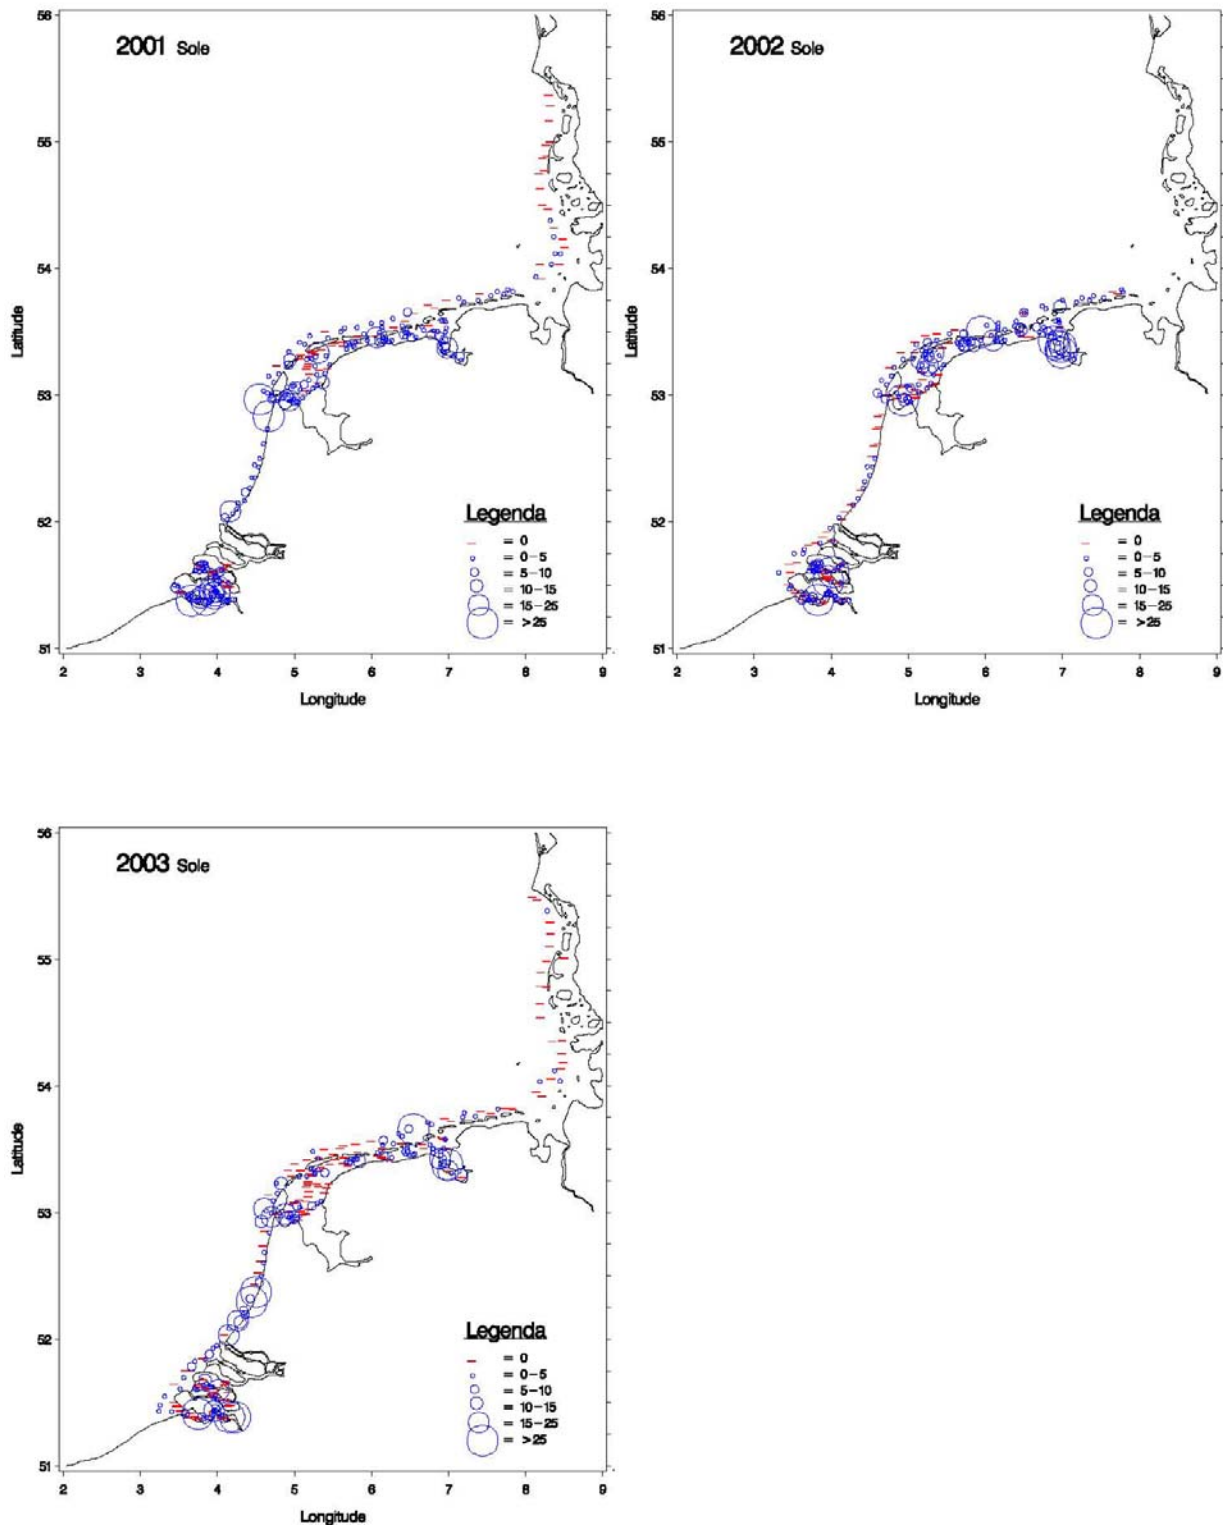 2001 Sole
56
55
54
53
52
51
Latitude
2 3 4 5 6 7 8 9
Longitude
Legenda
= 0
= 0-5
= 5-10
= 10-15
= 15-25
= >25
2002 Sole
56
55
54
53
52
51
Latitude
2 3 4 5 6 7 8 9
Longitude
Legenda
= 0
= 0-5
= 5-10
= 10-15
= 15-25
= >25
2003 Sole
56
55
54
53
52
51
Latitude
2 3 4 5 6 7 8 9
Longitude
Legenda
= 0
= 0-5
= 5-10
= 10-15
= 15-25
= >25